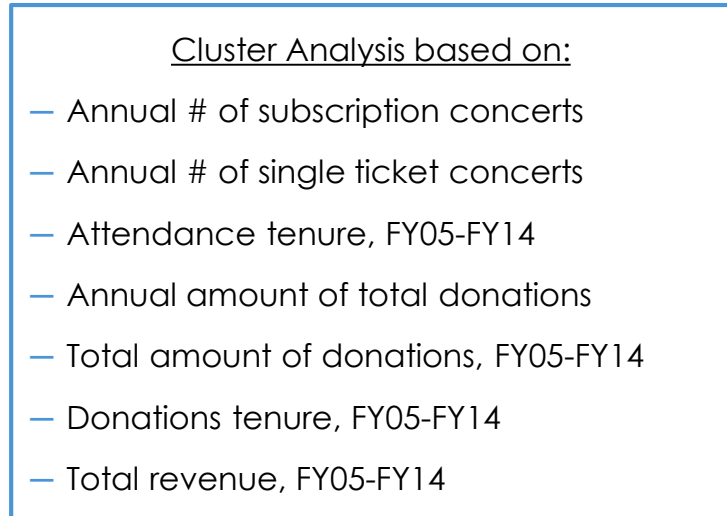 Cluster Analysis based on:
– Annual # of subscription concerts
– Annual # of single ticket concerts
– Attendance tenure, FY05-FY14
– Annual amount of total donations
– Total amount of donations, FY05-FY14
– Donations tenure, FY05-FY14
– Total revenue, FY05-FY14